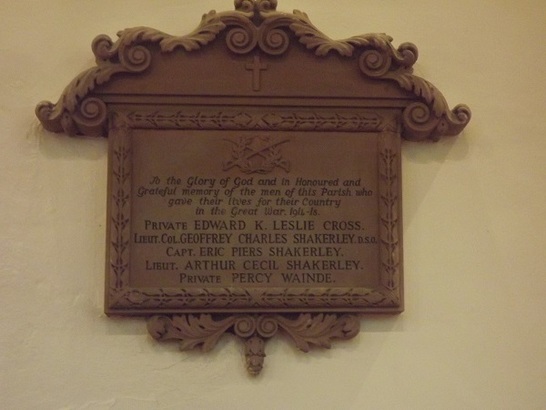 To the Glory of God and in Honoured and
Grateful memory of the men of this Parish who
gave their lives for their Country
in the Great War. 1914-18.
PRIVATE EDWARD K. LESLIE CROSS.
LIEUT. COL. GEOFFREY CHARLES SHAKERLEY. D.S.O.
CAPT. ERIC PIERS SHAKERLEY.
LIEUT. ARTHUR CECIL SHAKERLEY.
PRIVATE PERCY WAINDE.